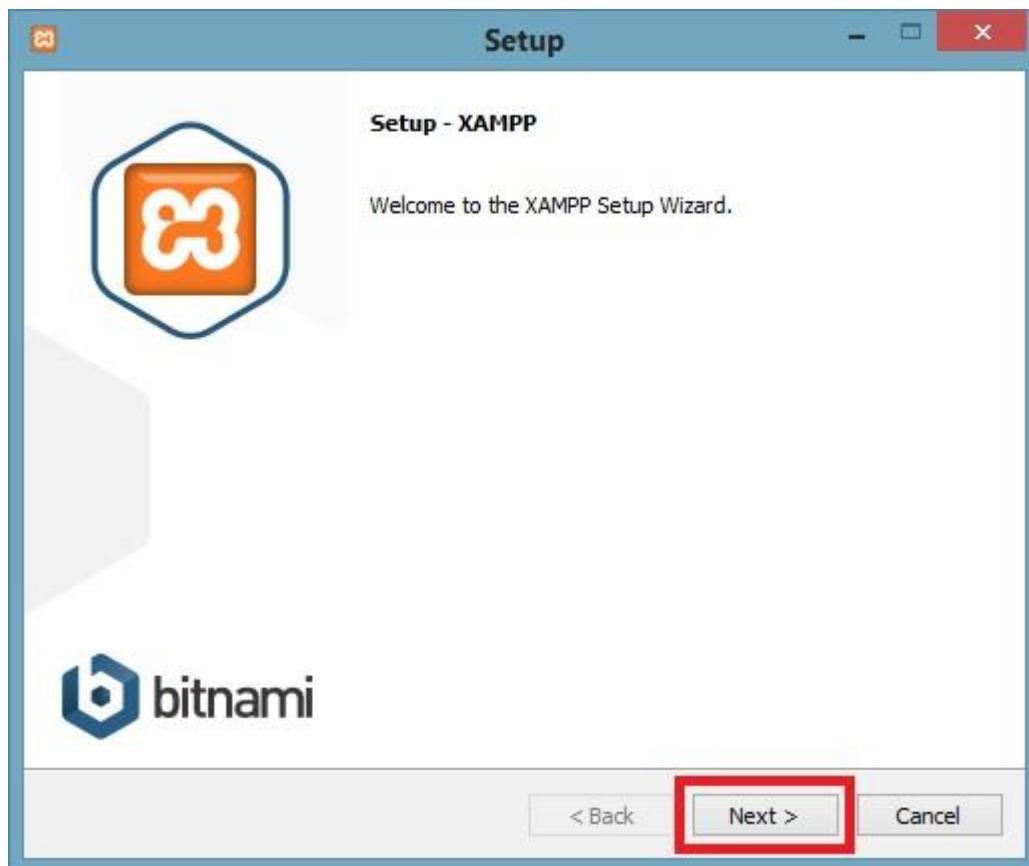 Setup
Setup - XAMPP
Welcome to the XAMPP Setup Wizard.
bitnami
< Back
Next >
Cancel